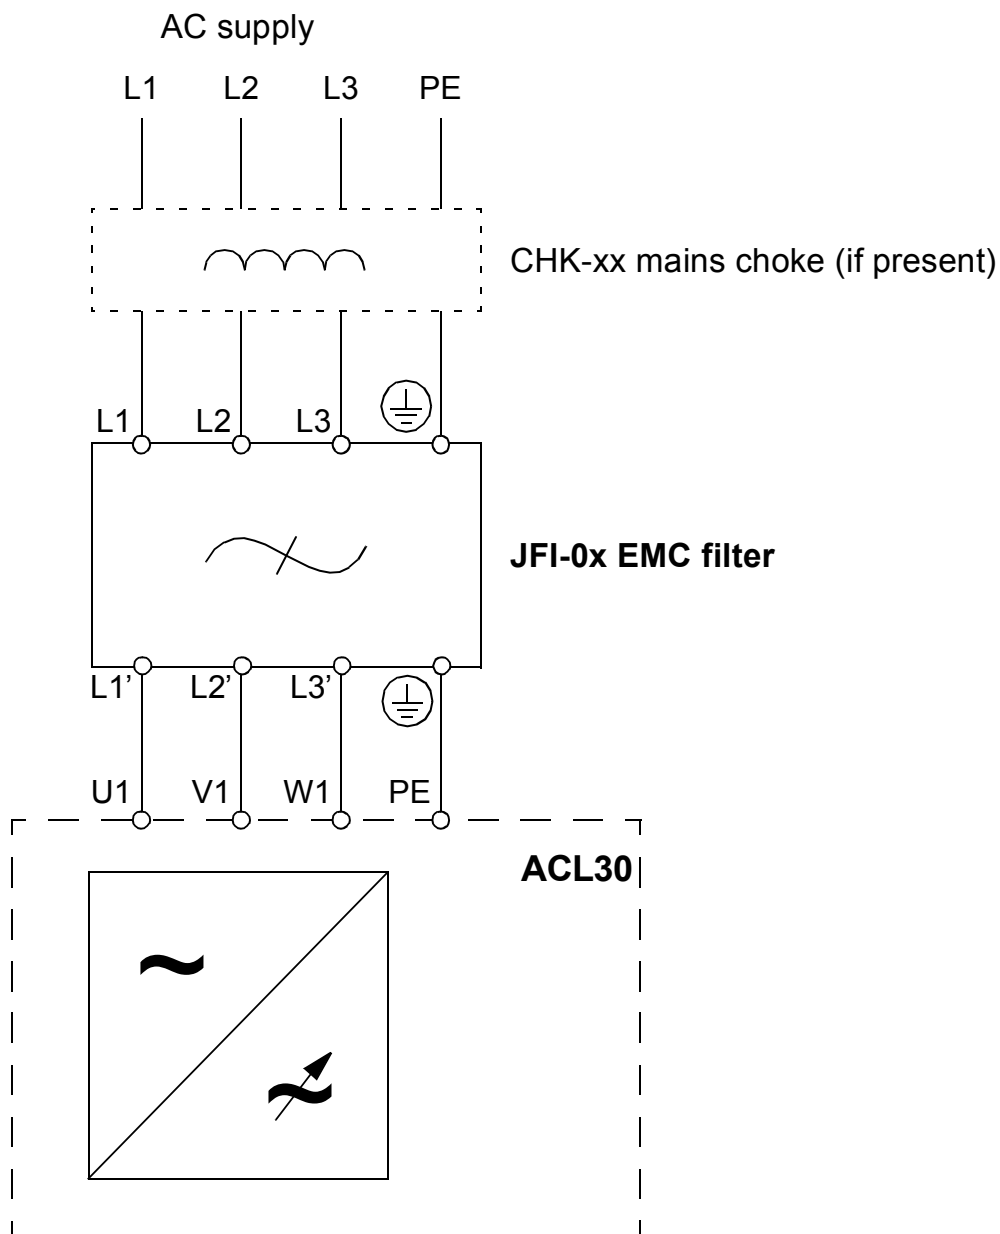 AC supply
L1 L2 L3 PE
CHK-xx mains choke (if present)
L1 L2 L3
JFI-0x EMC filter
L1’ L2’ L3’
U1 V1 W1 PE
ACL30